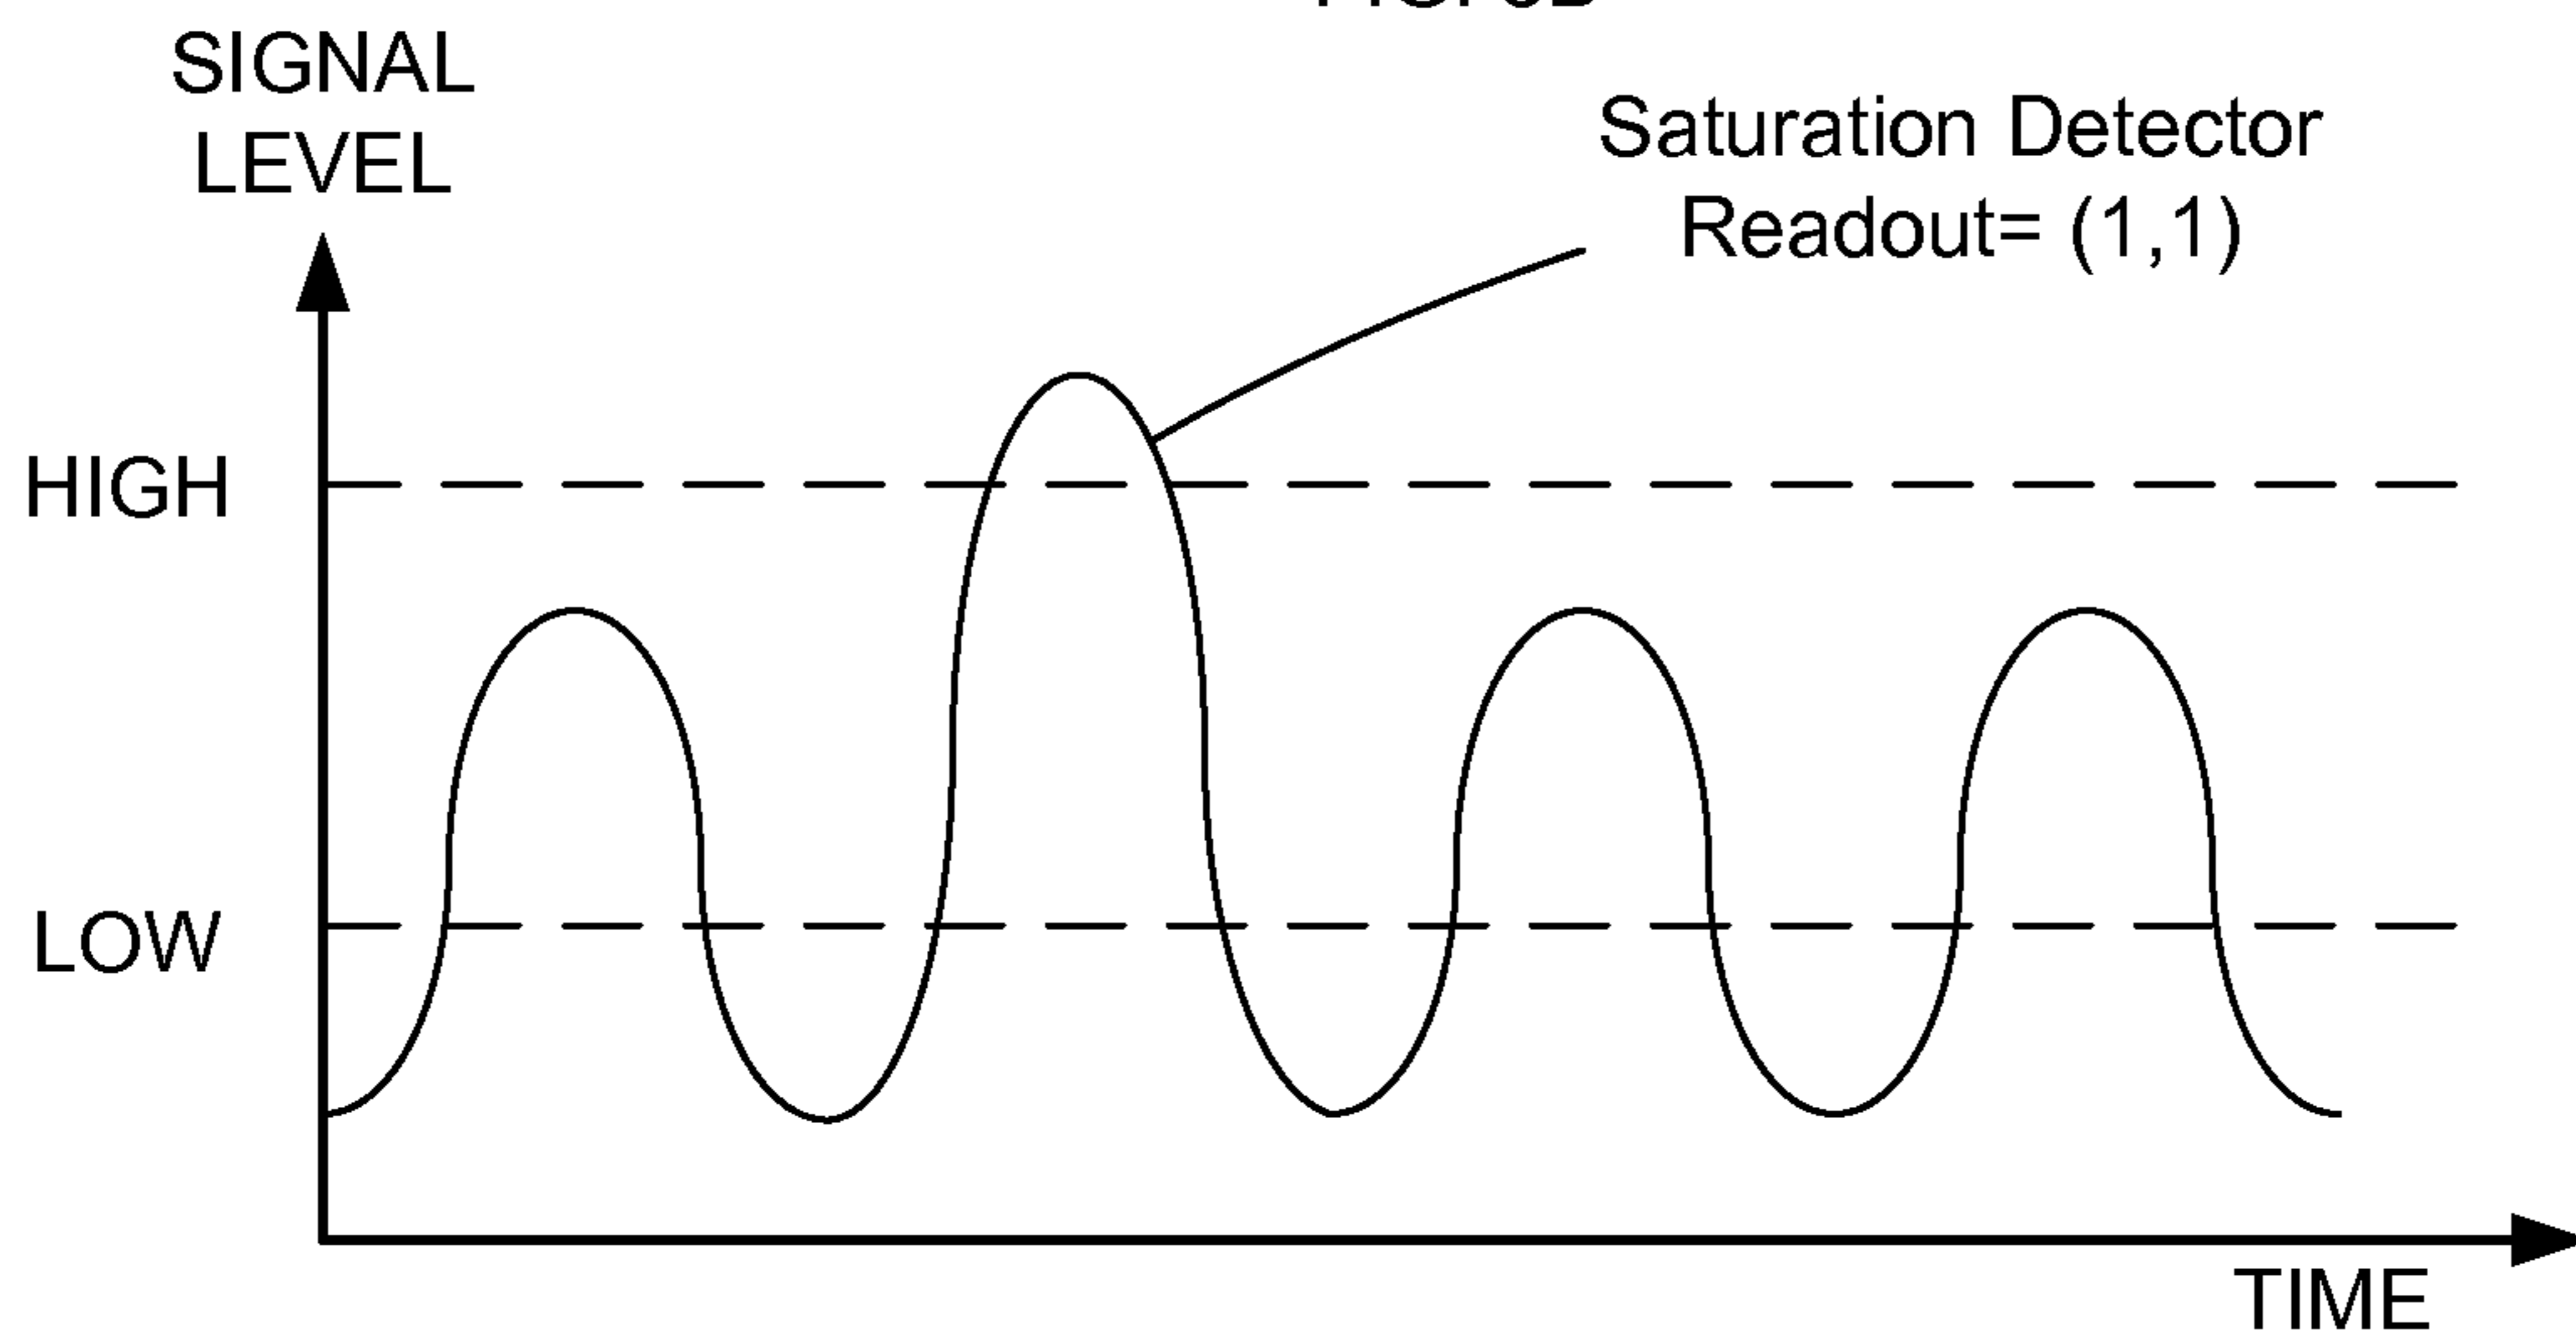 SIGNAL
LEVEL
Saturation Detector
Readout= (1,1)
HIGH
LOW
TIME